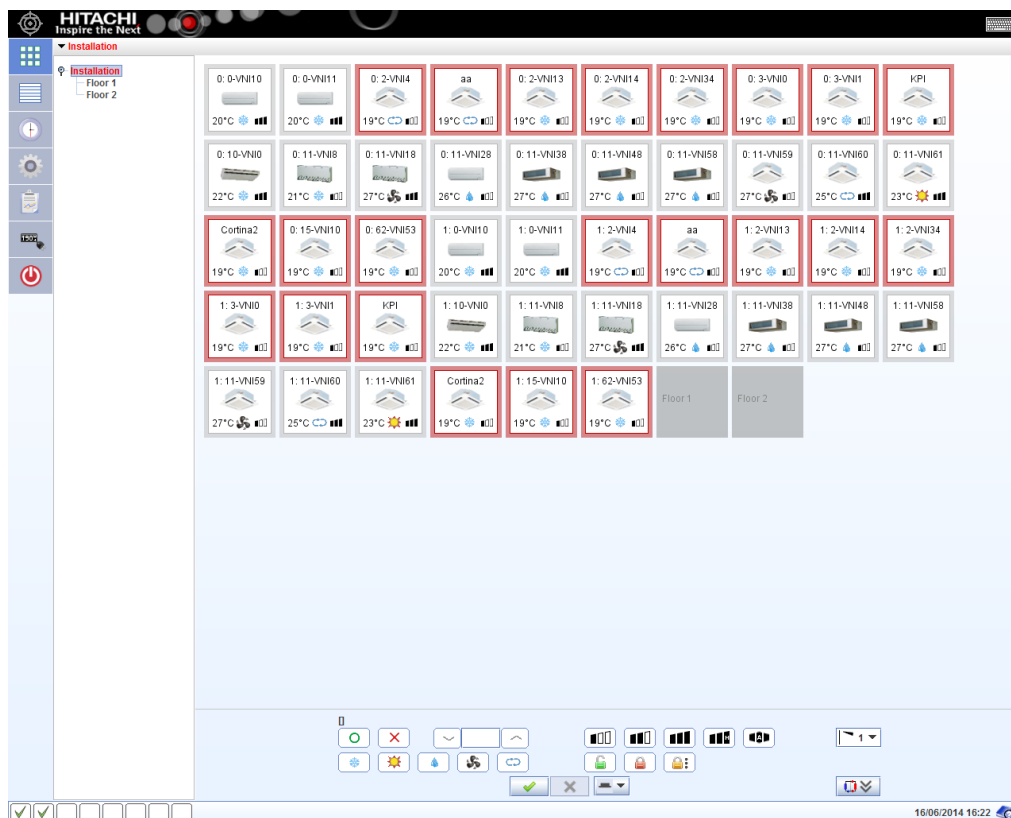 HITACHI
Inspire the Next
Installation
Installation
Floor 1
Floor 2
0: 0-VNI10 0: 0-VNI11 0: 2-VNI4 aa 0: 2-VNI13 0: 2-VNI14 0: 2-VNI34 0: 3-VNI0 0: 3-VNI1 KPI
20°C 20°C 19°C 19°C 19°C 19°C 19°C 19°C 19°C 19°C
0: 10-VNI0 0: 11-VNI8 0: 11-VNI18 0: 11-VNI28 0: 11-VNI38 0: 11-VNI48 0: 11-VNI58 0: 11-VNI59 0: 11-VNI60 0: 11-VNI61
22°C 21°C 27°C 26°C 27°C 27°C 27°C 27°C 25°C 23°C
Cortina2 0: 15-VNI10 0: 62-VNI53 1: 0-VNI10 1: 0-VNI11 1: 2-VNI4 aa 1: 2-VNI13 1: 2-VNI14 1: 2-VNI34
19°C 19°C 19°C 20°C 20°C 19°C 19°C 19°C 19°C 19°C
1: 3-VNI0 1: 3-VNI1 KPI 1: 10-VNI0 1: 11-VNI8 1: 11-VNI18 1: 11-VNI28 1: 11-VNI38 1: 11-VNI48 1: 11-VNI58
19°C 19°C 19°C 22°C 21°C 27°C 26°C 27°C 27°C 27°C
1: 11-VNI59 1: 11-VNI60 1: 11-VNI61 Cortina2 1: 15-VNI10 1: 62-VNI53 Floor 1 Floor 2
27°C 25°C 23°C 19°C 19°C 19°C
[]
A 1
16/06/2014 16:22